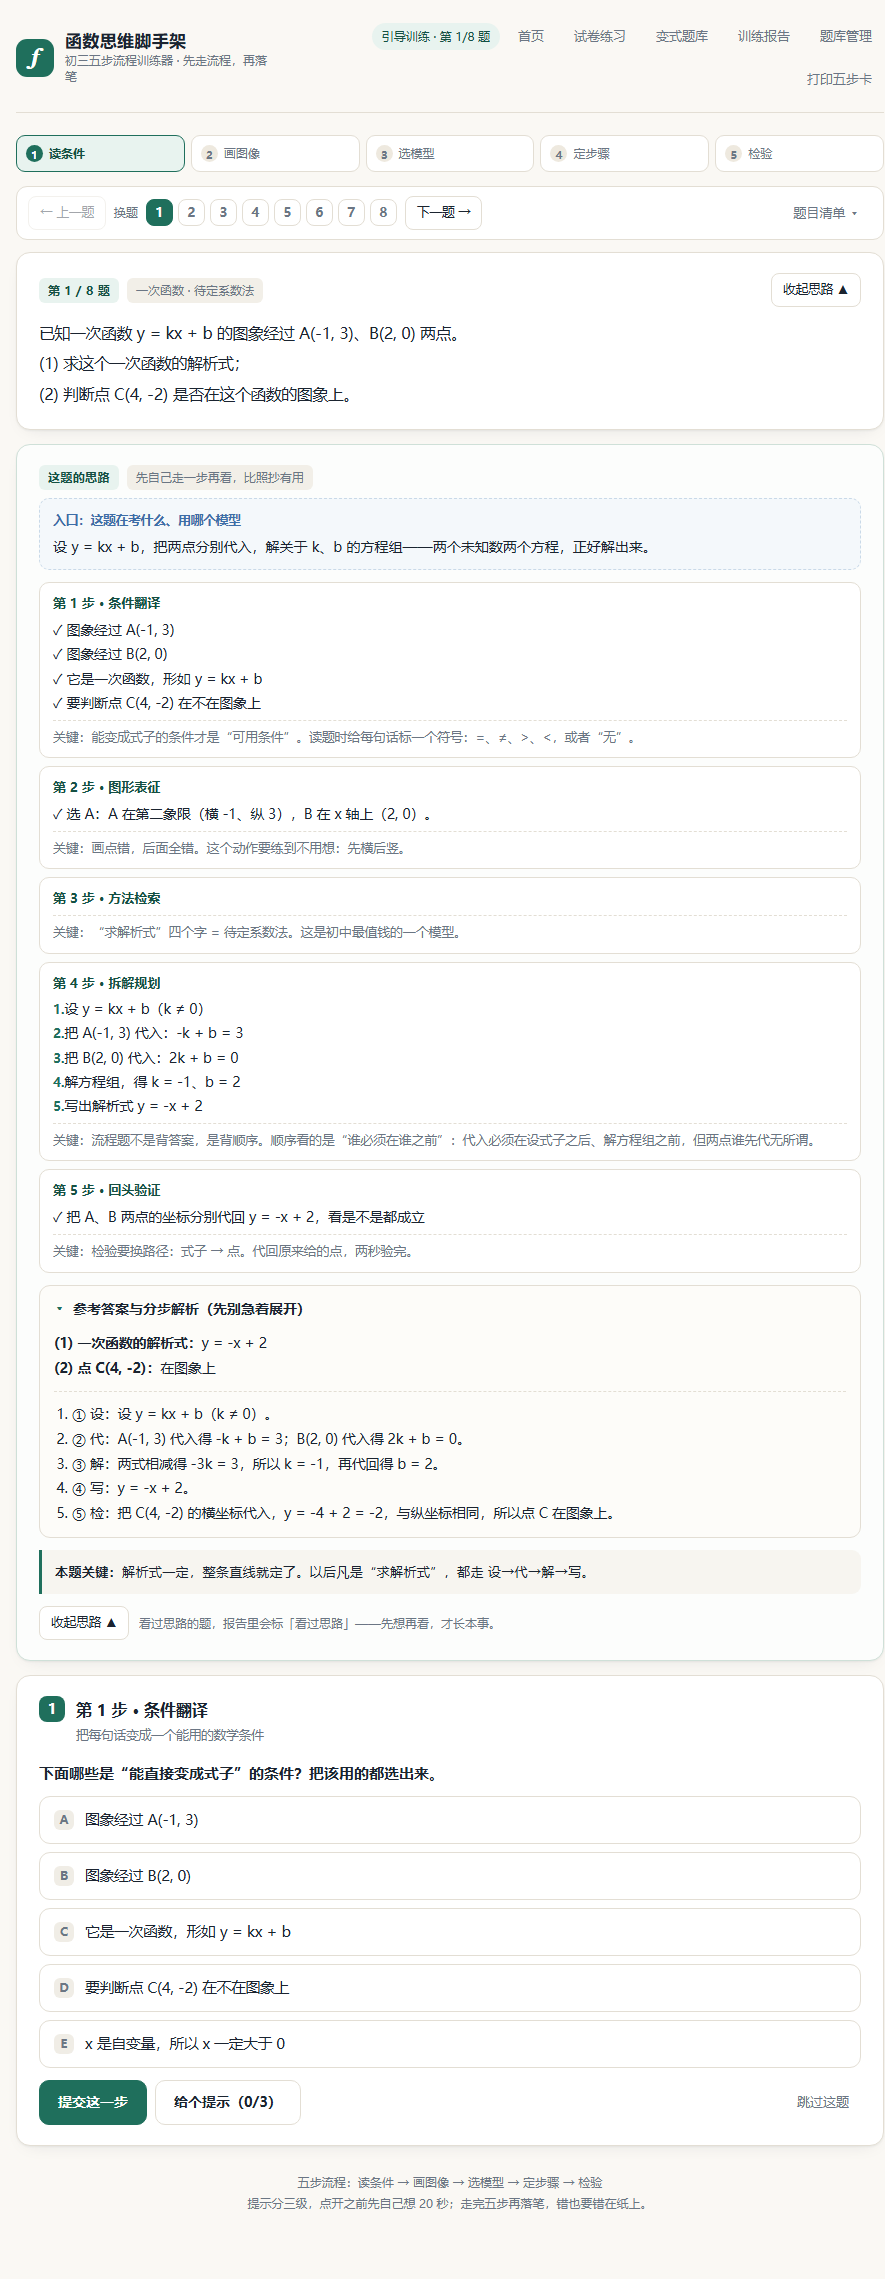 f
函数思维脚手架
初三五步流程训练器 · 先走流程，再落
笔
引导训练 · 第 1/8 题
首页
试卷练习
变式题库
训练报告
题库管理
打印五步卡
1 读条件
2 画图像
3 选模型
4 定步骤
5 检验
← 上一题 换题 1 2 3 4 5 6 7 8 下一题 →
题目清单
第 1 / 8 题 一次函数 · 待定系数法
收起思路 ▲
已知一次函数 y = kx + b 的图象经过 A(-1, 3)、B(2, 0) 两点。
(1) 求这个一次函数的解析式；
(2) 判断点 C(4, -2) 是否在这个函数的图象上。
这题的思路 先自己走一步再看，比照抄有用
入口：这题在考什么、用哪个模型
设 y = kx + b，把两点分别代入，解关于 k、b 的方程组——两个未知数两个方程，正好解出来。
第 1 步 • 条件翻译
✓ 图象经过 A(-1, 3)
✓ 图象经过 B(2, 0)
✓ 它是一次函数，形如 y = kx + b
✓ 要判断点 C(4, -2) 在不在图象上
关键：能变成式子的条件才是“可用条件”。读题时给每句话标一个符号：=、≠、>、<，或者“无”。
第 2 步 • 图形表征
✓ 选 A：A 在第二象限（横 -1、纵 3），B 在 x 轴上（2, 0）。
关键：画点错，后面全错。这个动作要练到不用想：先横后竖。
第 3 步 • 方法检索
关键：“求解析式”四个字 = 待定系数法。这是初中最值钱的一个模型。
第 4 步 • 拆解规划
1.设 y = kx + b（k ≠ 0）
2.把 A(-1, 3) 代入：-k + b = 3
3.把 B(2, 0) 代入：2k + b = 0
4.解方程组，得 k = -1、b = 2
5.写出解析式 y = -x + 2
关键：流程题不是背答案，是背顺序。顺序看的是“谁必须在谁之前”：代入必须在设式子之后、解方程组之前，但两点谁先代无所谓。
第 5 步 • 回头验证
✓ 把 A、B 两点的坐标分别代回 y = -x + 2，看是不是都成立
关键：检验要换路径：式子 → 点。代回原来给的点，两秒验完。
参考答案与分步解析（先别急着展开）
(1) 一次函数的解析式：y = -x + 2
(2) 点 C(4, -2)：在图象上
1. ① 设：设 y = kx + b（k ≠ 0）。
2. ② 代：A(-1, 3) 代入得 -k + b = 3；B(2, 0) 代入得 2k + b = 0。
3. ③ 解：两式相减得 -3k = 3，所以 k = -1，再代回得 b = 2。
4. ④ 写：y = -x + 2。
5. ⑤ 检：把 C(4, -2) 的横坐标代入，y = -4 + 2 = -2，与纵坐标相同，所以点 C 在图象上。
本题关键：解析式一定，整条直线就定了。以后凡是“求解析式”，都走 设→代→解→写。
收起思路 ▲ 看过思路的题，报告里会标「看过思路」——先想再看，才长本事。
1 第 1 步 • 条件翻译
把每句话变成一个能用的数学条件
下面哪些是“能直接变成式子”的条件？把该用的都选出来。
A 图象经过 A(-1, 3)
B 图象经过 B(2, 0)
C 它是一次函数，形如 y = kx + b
D 要判断点 C(4, -2) 在不在图象上
E x 是自变量，所以 x 一定大于 0
提交这一步 给个提示（0/3） 跳过这题
五步流程：读条件 → 画图像 → 选模型 → 定步骤 → 检验
提示分三级，点开之前先自己想 20 秒；走完五步再落笔，错也要错在纸上。